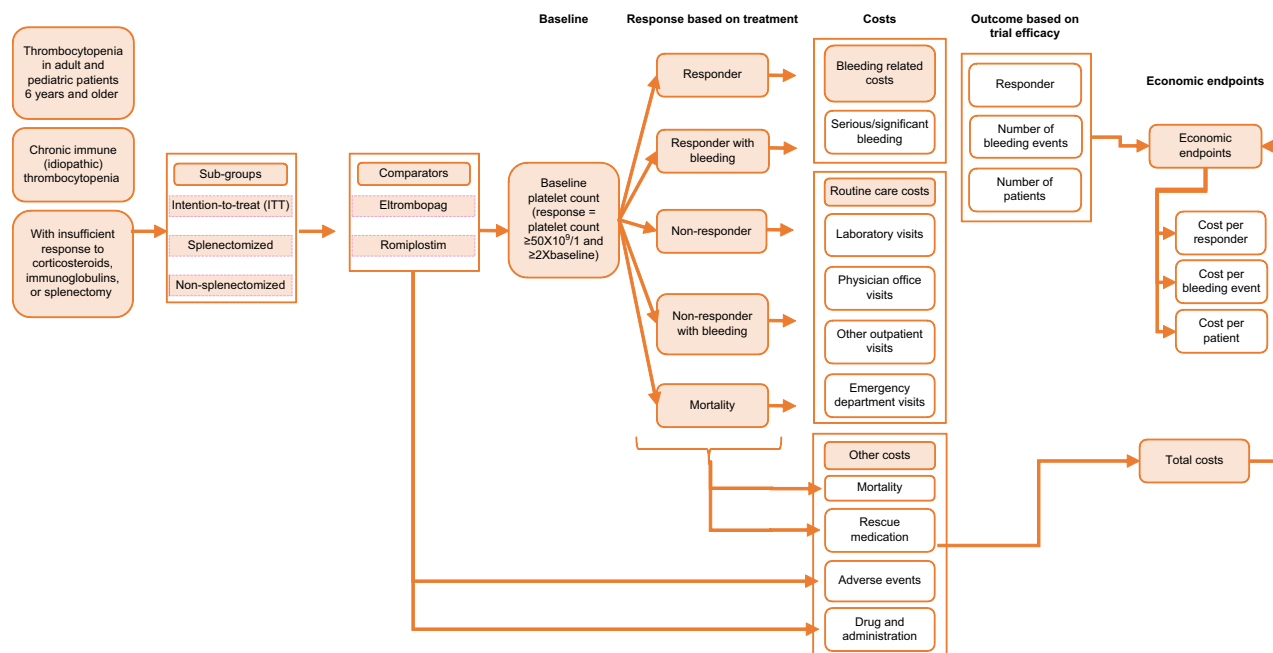 Baseline
Response based on treatment
Costs
Outcome based on
trial efficacy
Economic endpoints
Thrombocytopenia
in adult and
pediatric patients
6 years and older
Chronic immune
(idiopathic)
thrombocytopenia
With insufficient
response to
corticosteroids,
immunoglobulins,
or splenectomy
Sub-groups
Intention-to-treat (ITT)
Splenectomized
Non-splenectomized
Comparators
Eltrombopag
Romiplostim
Baseline
platelet count
(response =
platelet count
≥50X10⁹/1 and
≥2Xbaseline)
Responder
Responder with
bleeding
Non-responder
Non-responder
with bleeding
Mortality
Bleeding related
costs
Serious/significant
bleeding
Routine care costs
Laboratory visits
Physician office
visits
Other outpatient
visits
Emergency
department visits
Other costs
Mortality
Rescue
medication
Adverse events
Drug and
administration
Responder
Number of
bleeding events
Number of
patients
Economic
endpoints
Cost per
responder
Cost per
bleeding event
Cost per
patient
Total costs